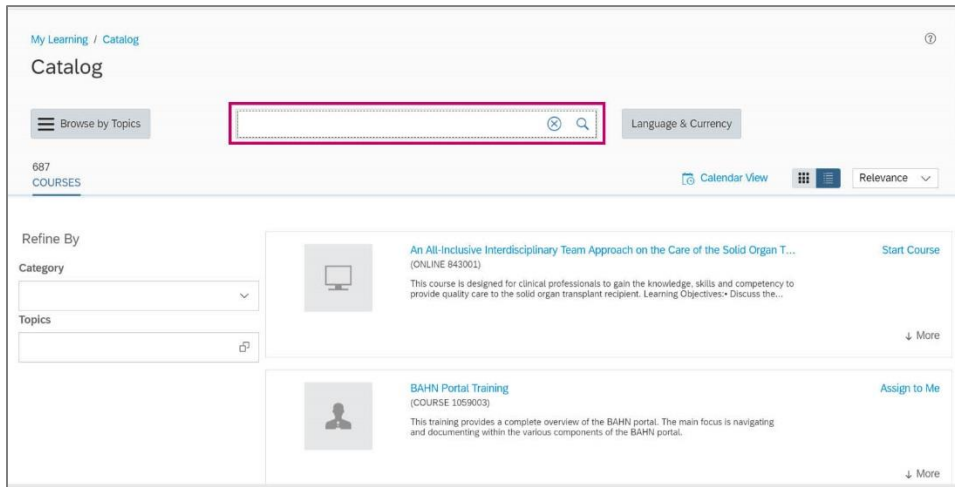 My Learning / Catalog
Catalog
Browse by Topics
Language & Currency
687
COURSES
Calendar View
Relevance
Refine By
Category
Topics
An All-Inclusive Interdisciplinary Team Approach on the Care of the Solid Organ T...
Start Course
(ONLINE 843001)
This course is designed for clinical professionals to gain the knowledge, skills and competency to
provide quality care to the solid organ transplant recipient. Learning Objectives:• Discuss the...
↓ More
BAHN Portal Training
Assign to Me
(COURSE 1059003)
This training provides a complete overview of the BAHN portal. The main focus is navigating
and documenting within the various components of the BAHN portal.
↓ More